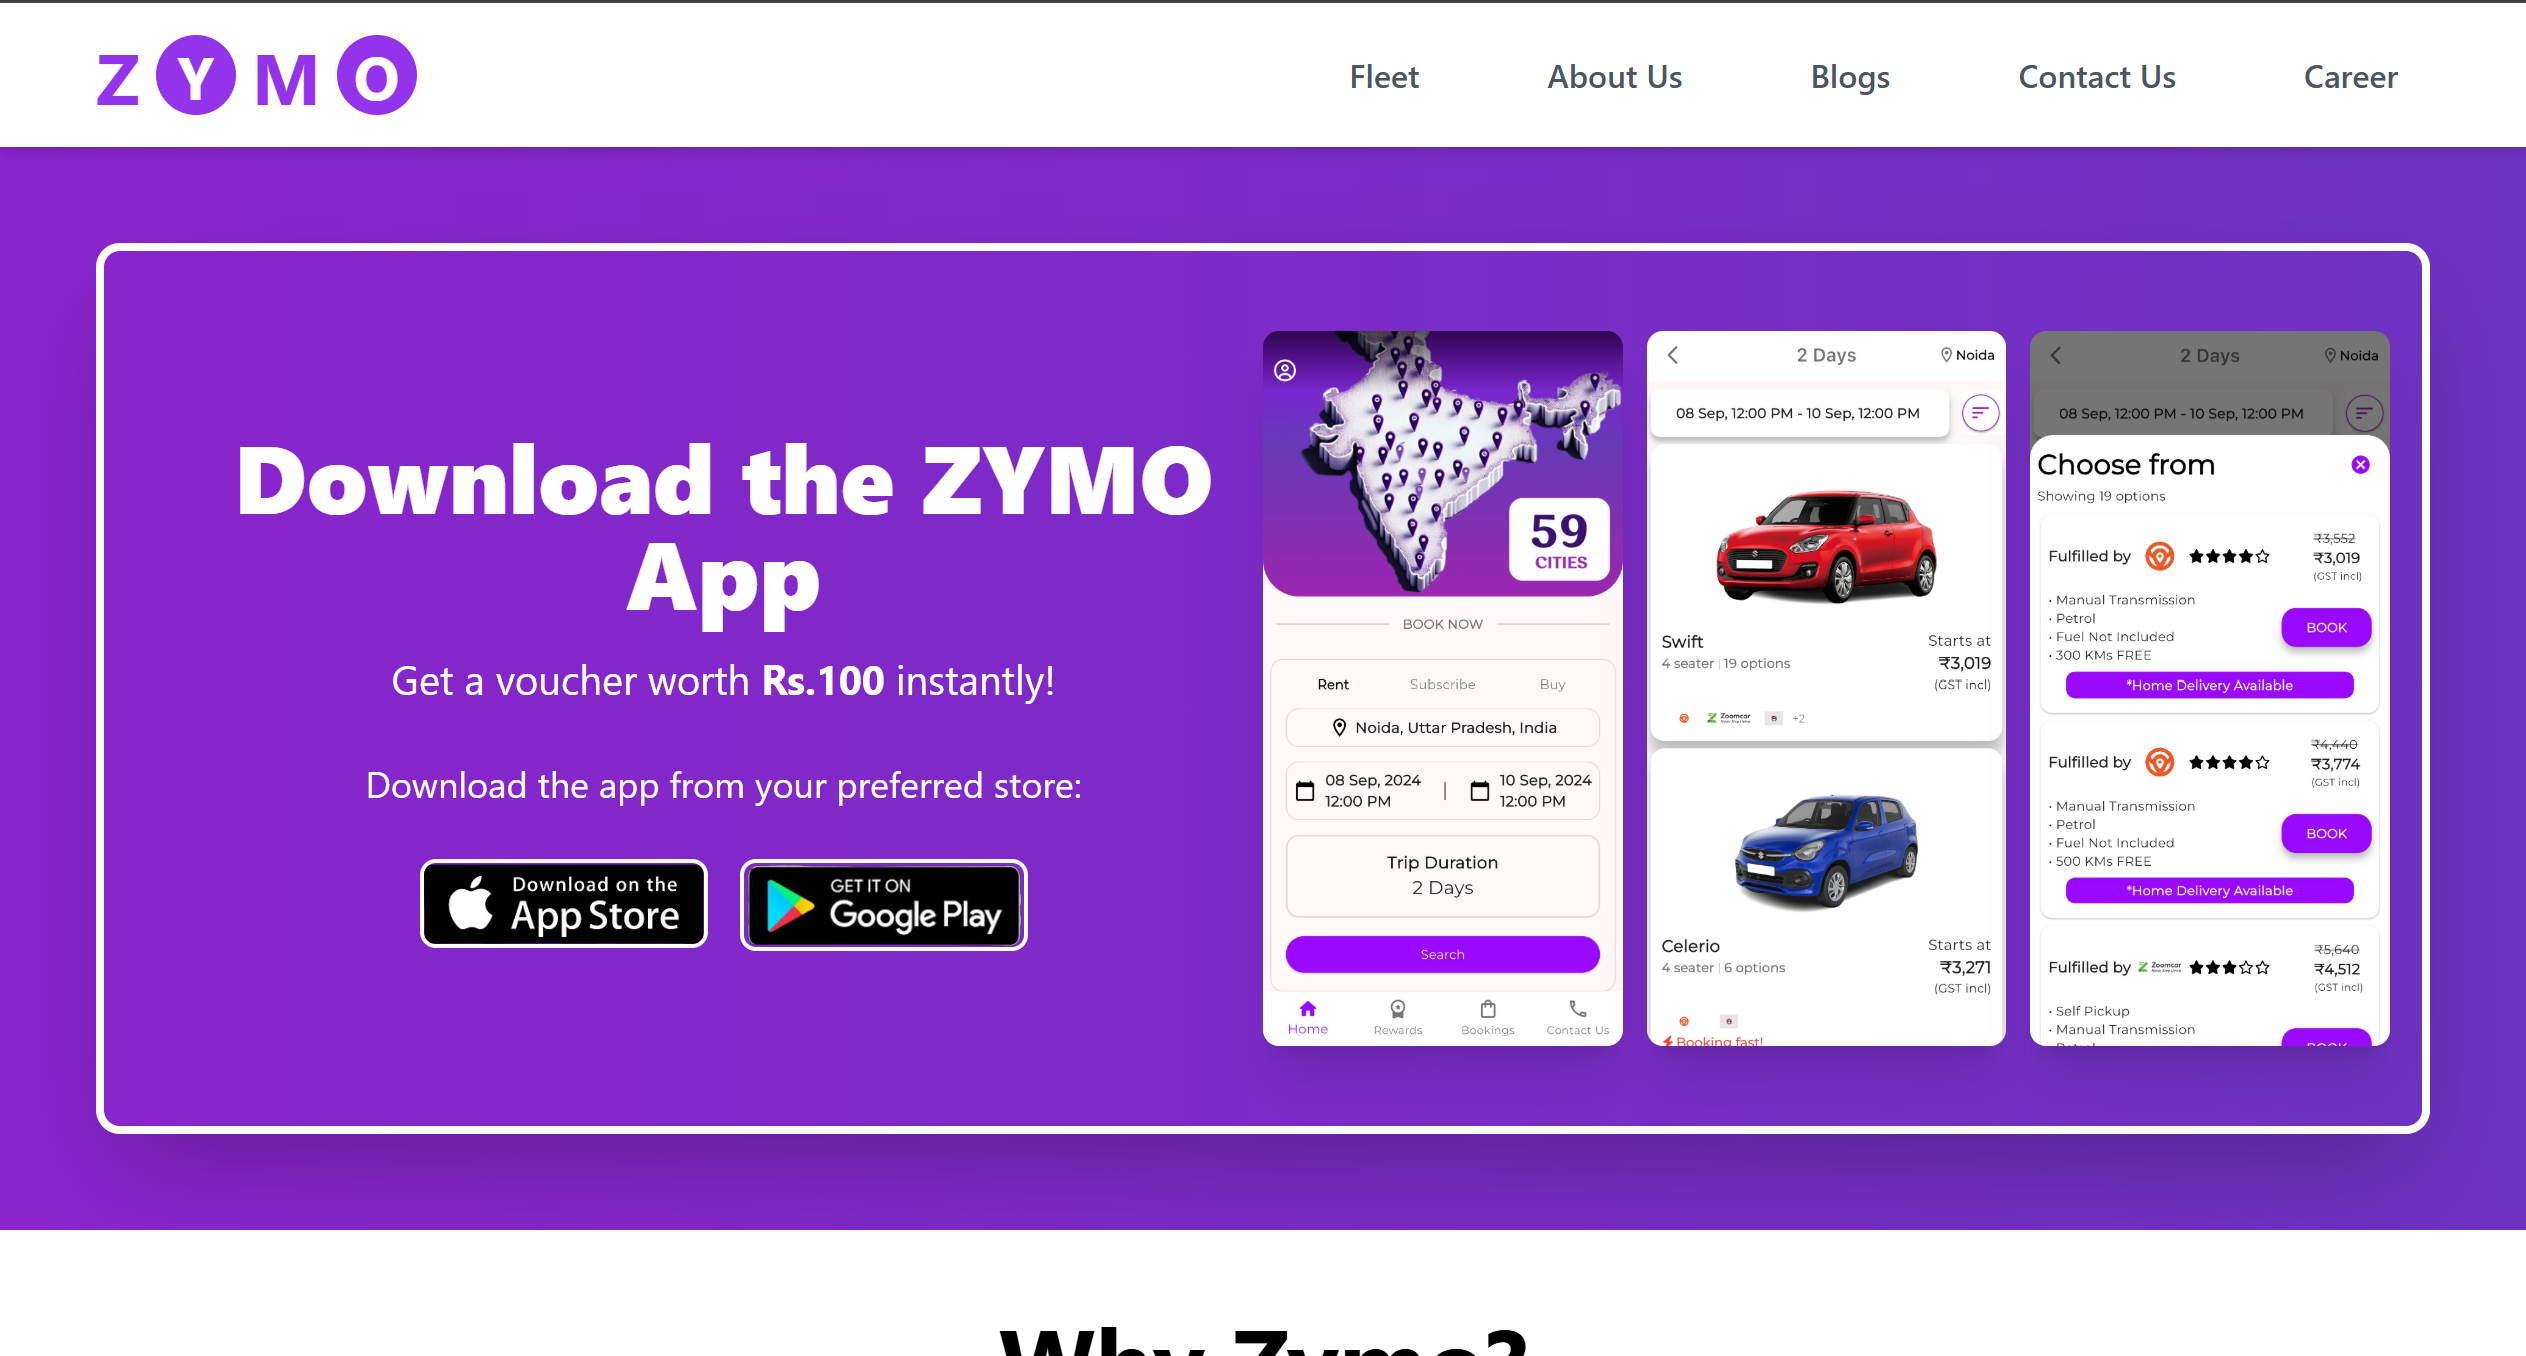 ZYMO
Fleet
About Us
Blogs
Contact Us
Career
Download the ZYMO
App
Get a voucher worth Rs.100 instantly!
Download the app from your preferred store:
Download on the
App Store
GET IT ON
Google Play
59
CITIES
BOOK NOW
Rent
Subscribe
Buy
Noida, Uttar Pradesh, India
08 Sep, 2024
12:00 PM
|
10 Sep, 2024
12:00 PM
Trip Duration
2 Days
Search
Home
Rewards
Bookings
Contact Us
2 Days
Noida
08 Sep, 12:00 PM - 10 Sep, 12:00 PM
Swift
4 seater | 19 options
Starts at
₹3,019
(GST incl)
Zoomcar
+2
Celerio
4 seater | 6 options
Starts at
₹3,271
(GST incl)
Booking fast!
2 Days
Noida
08 Sep, 12:00 PM - 10 Sep, 12:00 PM
Choose from
Showing 19 options
Fulfilled by
₹3,552
₹3,019
(GST incl)
• Manual Transmission
• Petrol
• Fuel Not Included
• 300 KMs FREE
BOOK
*Home Delivery Available
Fulfilled by
₹4,440
₹3,774
(GST incl)
• Manual Transmission
• Petrol
• Fuel Not Included
• 500 KMs FREE
BOOK
*Home Delivery Available
Fulfilled by
Zoomcar
₹5,640
₹4,512
(GST incl)
• Self Pickup
• Manual Transmission
Why Zymo?